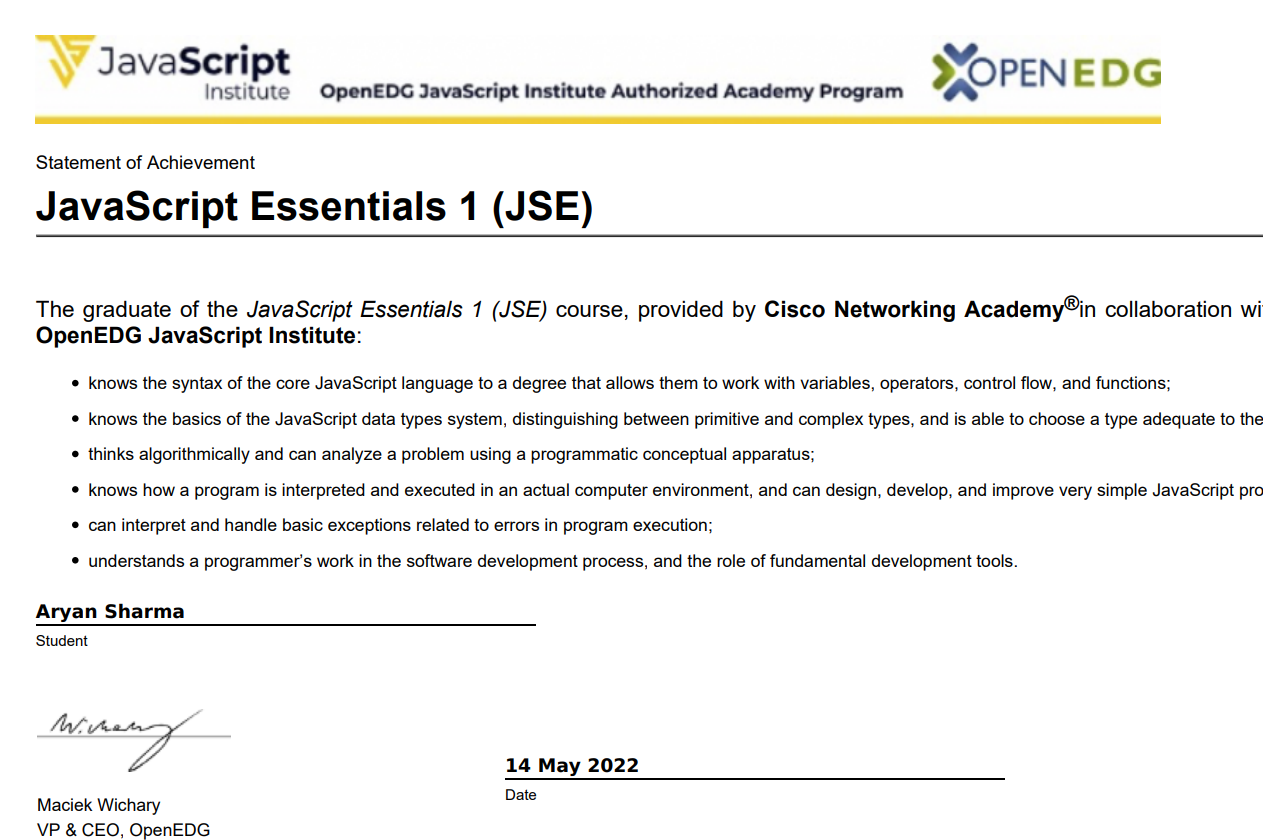 JavaScript
Institute
OpenEDG JavaScript Institute Authorized Academy Program
OPENEDG
Statement of Achievement
JavaScript Essentials 1 (JSE)
The graduate of the JavaScript Essentials 1 (JSE) course, provided by Cisco Networking Academy®in collaboration wi
OpenEDG JavaScript Institute:
• knows the syntax of the core JavaScript language to a degree that allows them to work with variables, operators, control flow, and functions;
• knows the basics of the JavaScript data types system, distinguishing between primitive and complex types, and is able to choose a type adequate to the
• thinks algorithmically and can analyze a problem using a programmatic conceptual apparatus;
• knows how a program is interpreted and executed in an actual computer environment, and can design, develop, and improve very simple JavaScript pro
• can interpret and handle basic exceptions related to errors in program execution;
• understands a programmer’s work in the software development process, and the role of fundamental development tools.
Aryan Sharma
Student
W.chary
14 May 2022
Date
Maciek Wichary
VP & CEO, OpenEDG